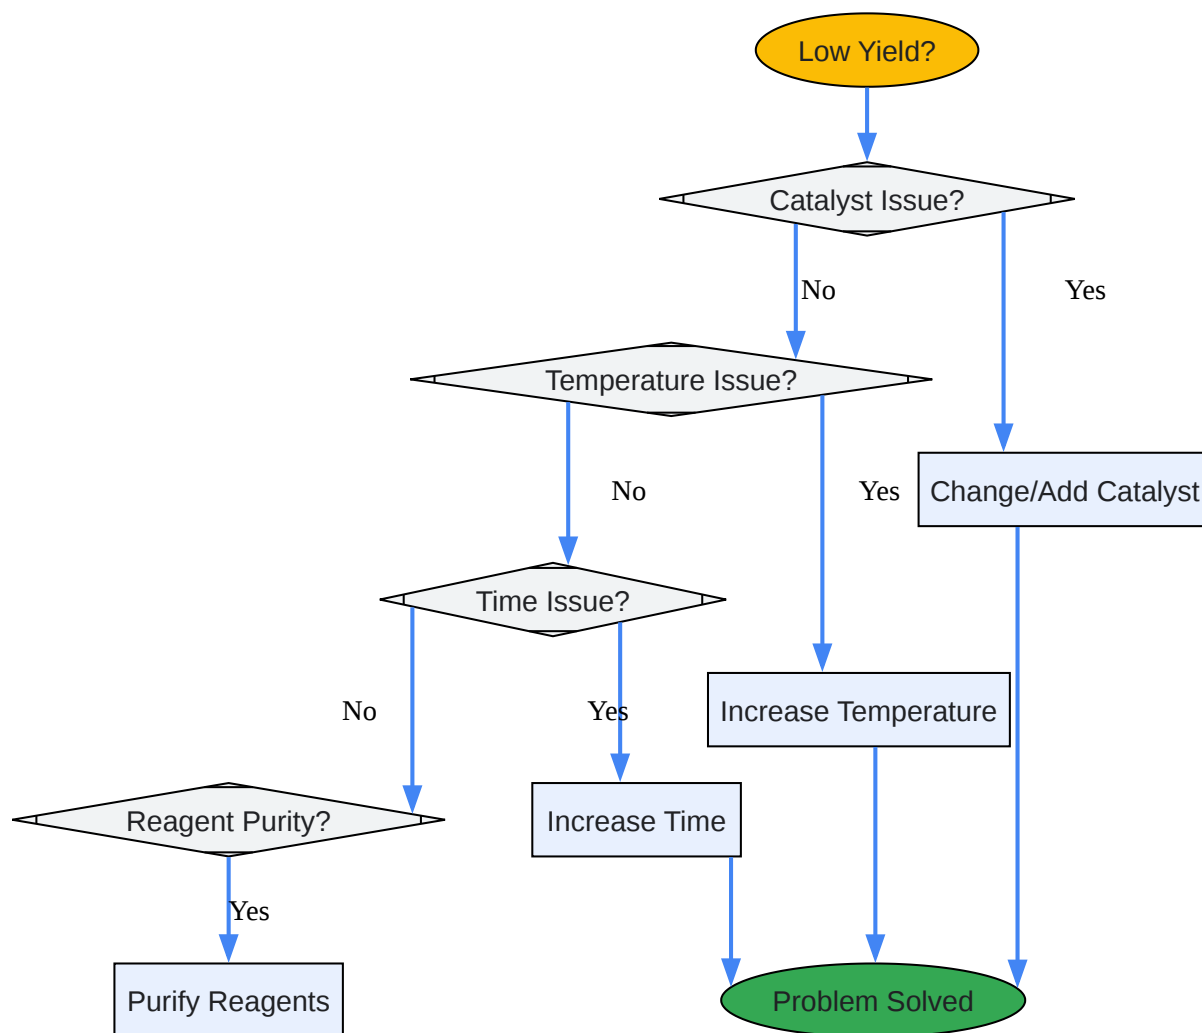 Low Yield?
Catalyst Issue?
No
Yes
Temperature Issue?
No
Yes
Change/Add Catalyst
Time Issue?
No
Yes
Increase Temperature
Reagent Purity?
Increase Time
Yes
Purify Reagents
Problem Solved